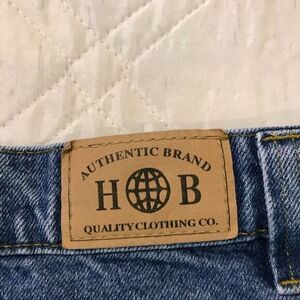 AUTHENTIC BRAND
H B
QUALITY CLOTHING CO.